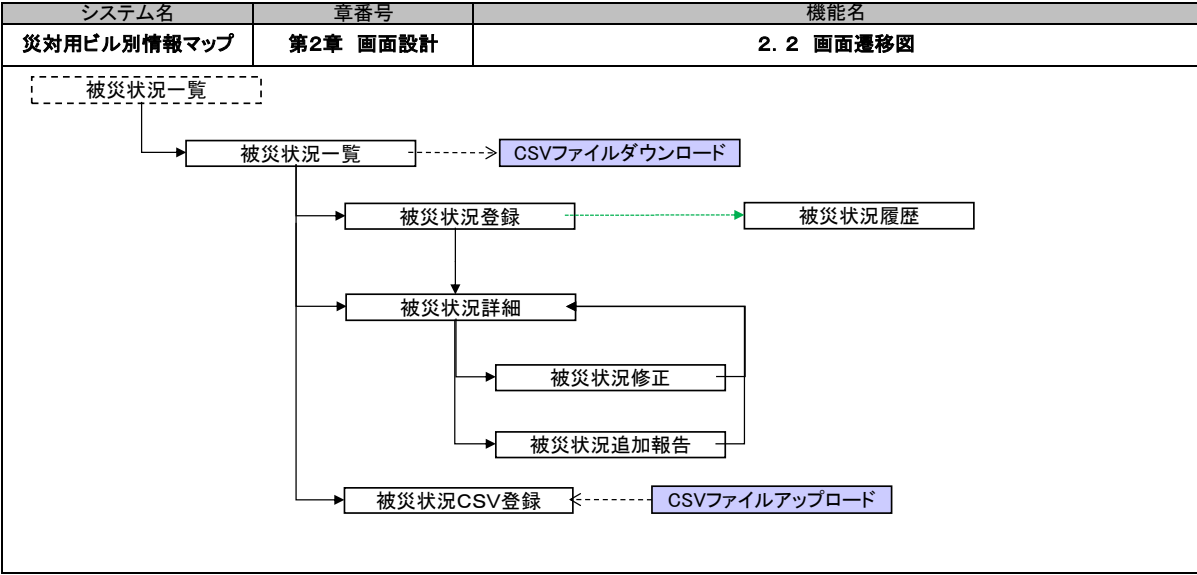 システム名 章番号 機能名
災対用ビル別情報マップ 第2章 画面設計 2.2 画面遷移図
被災状況一覧
被災状況一覧 CSVファイルダウンロード
被災状況登録 被災状況履歴
被災状況詳細
被災状況修正
被災状況追加報告
被災状況CSV登録 CSVファイルアップロード